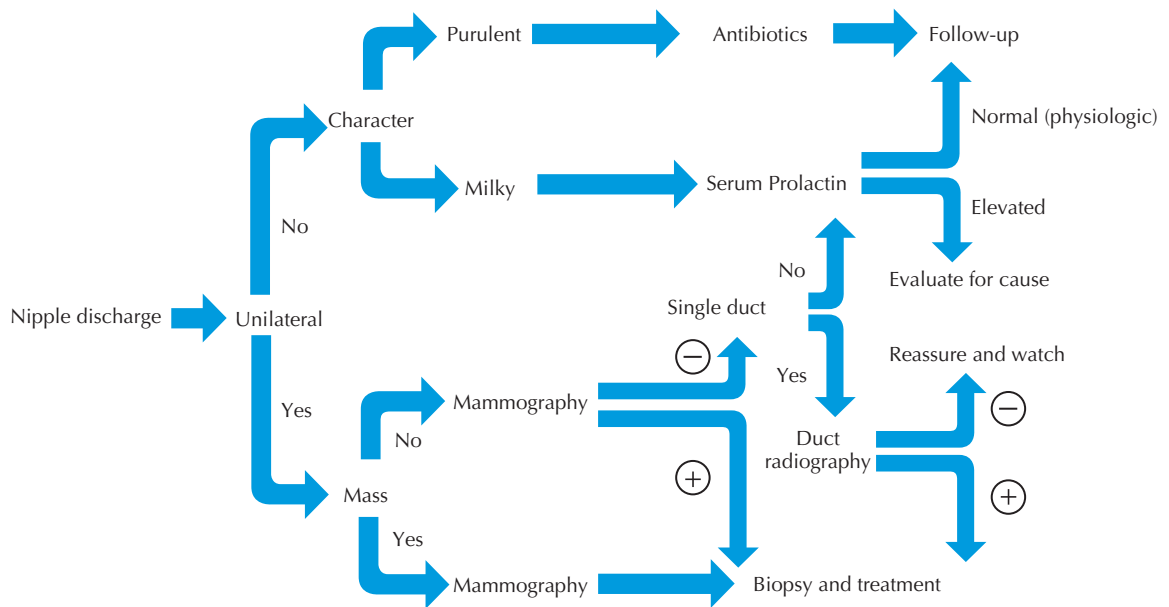 Purulent
Antibiotics
Follow-up
Character
Normal (physiologic)
Milky
Serum Prolactin
Elevated
No
No
Evaluate for cause
Nipple discharge
Unilateral
Single duct
−
Reassure and watch
Yes
Yes
Mammography
−
No
Duct
radiography
+
+
Mass
Yes
Mammography
Biopsy and treatment